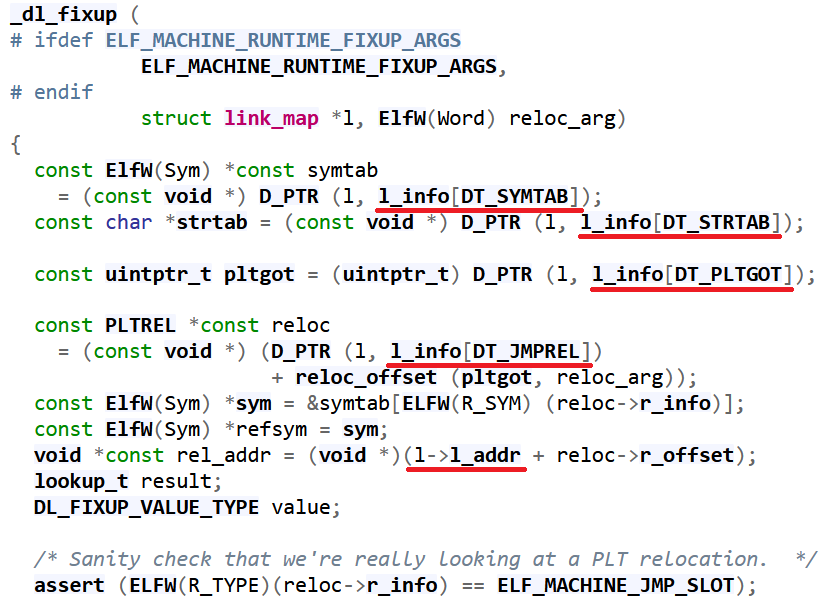 _dl_fixup (
# ifdef ELF_MACHINE_RUNTIME_FIXUP_ARGS
           ELF_MACHINE_RUNTIME_FIXUP_ARGS,
# endif
           struct link_map *l, ElfW(Word) reloc_arg)
{
  const ElfW(Sym) *const symtab
    = (const void *) D_PTR (l, l_info[DT_SYMTAB]);
  const char *strtab = (const void *) D_PTR (l, l_info[DT_STRTAB]);

  const uintptr_t pltgot = (uintptr_t) D_PTR (l, l_info[DT_PLTGOT]);

  const PLTREL *const reloc
    = (const void *) (D_PTR (l, l_info[DT_JMPREL])
                      + reloc_offset (pltgot, reloc_arg));
  const ElfW(Sym) *sym = &symtab[ELFW(R_SYM) (reloc->r_info)];
  const ElfW(Sym) *refsym = sym;
  void *const rel_addr = (void *)(l->l_addr + reloc->r_offset);
  lookup_t result;
  DL_FIXUP_VALUE_TYPE value;

  /* Sanity check that we're really looking at a PLT relocation.  */
  assert (ELFW(R_TYPE)(reloc->r_info) == ELF_MACHINE_JMP_SLOT);